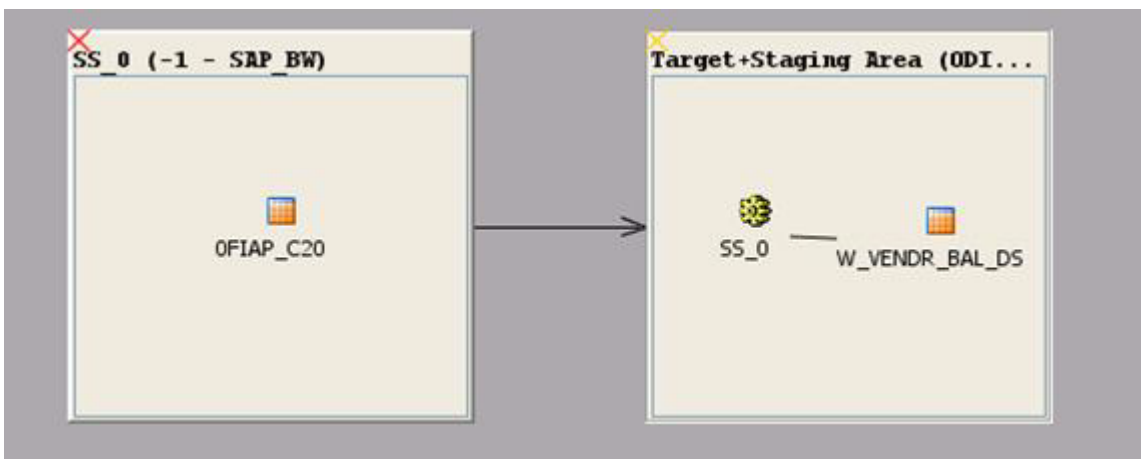 SS_0 (-1 - SAP_BW)
0FIAP_C20
Target+Staging Area (ODI...
SS_0
W_VENDR_BAL_DS